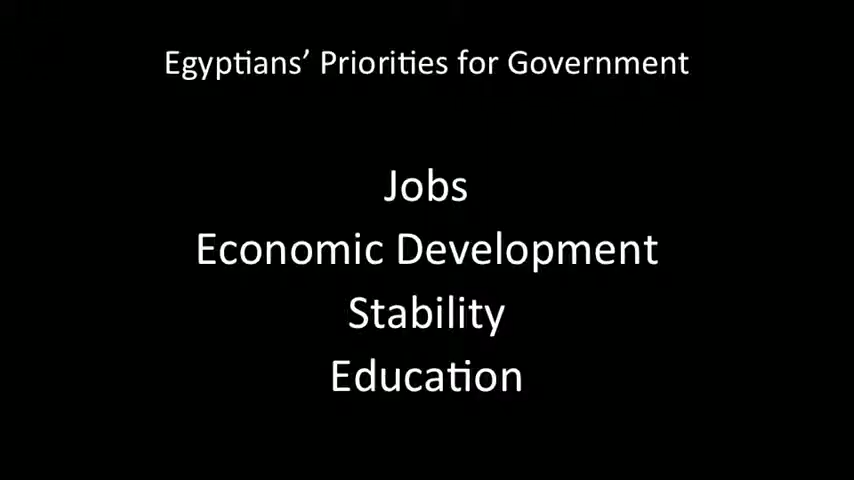 Egyptians’ Priorities for Government
Jobs
Economic Development
Stability
Education